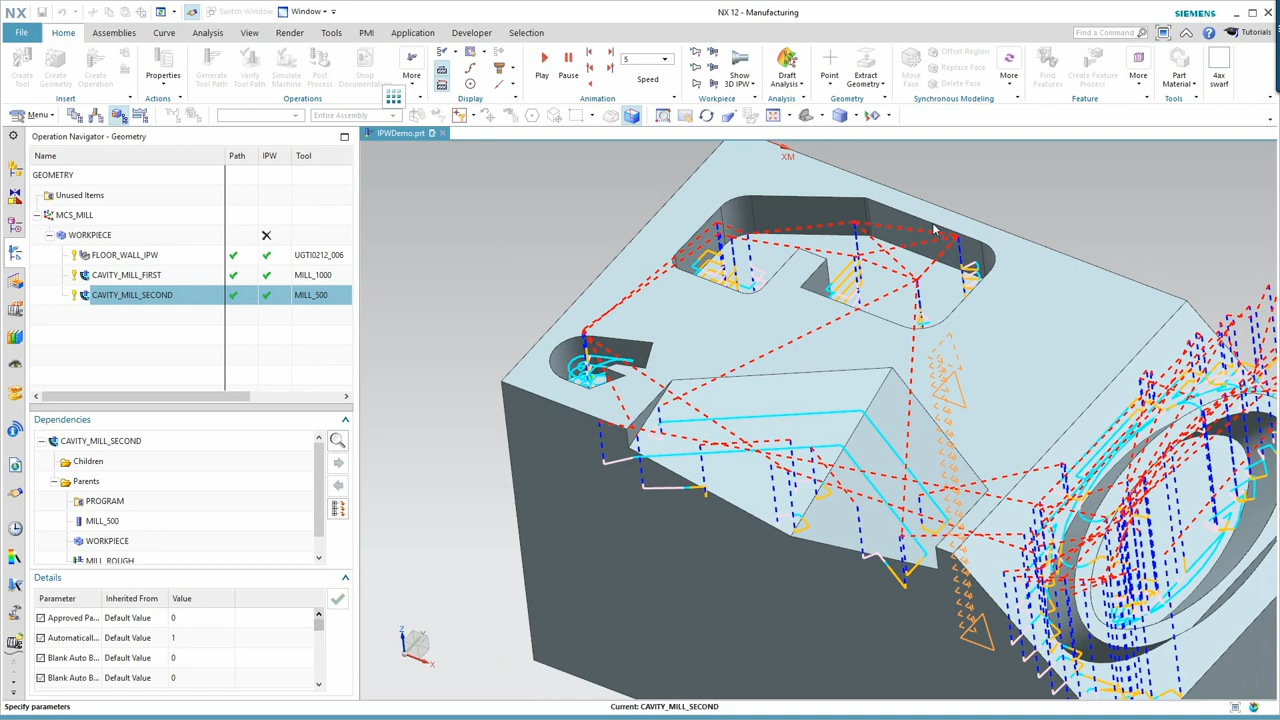 NX
Switch Window
Window
NX 12 - Manufacturing
SIEMENS
File
Home
Assemblies
Curve
Analysis
View
Render
Tools
PMI
Application
Developer
Selection
Find a Command
Tutorials
Create Tool
Create Geometry
Create Operation
Properties
Generate Tool Path
Verify Tool Path
Simulate Machine
Post Process
Shop Documentation
More
Play
Pause
5
Speed
Show 3D IPW
Draft Analysis
Point
Extract Geometry
Move Face
Offset Region
Replace Face
Delete Face
More
Find Features
Create Feature Process
More
Part Material
4ax swarf
Insert
Actions
Operations
Display
Animation
Workpiece
Analysis
Geometry
Synchronous Modeling
Feature
Tools
Menu
Entire Assembly
Operation Navigator - Geometry
IPWDemo.prt
Name
Path
IPW
Tool
GEOMETRY
Unused Items
MCS_MILL
WORKPIECE
FLOOR_WALL_IPW
UGTI0212_006
CAVITY_MILL_FIRST
MILL_1000
CAVITY_MILL_SECOND
MILL_500
Dependencies
CAVITY_MILL_SECOND
Children
Parents
PROGRAM
MILL_500
WORKPIECE
MILL_ROUGH
Details
Parameter
Inherited From
Value
Approved Pa...
Default Value
0
Automaticall...
Default Value
1
Blank Auto B...
Default Value
0
Blank Auto B...
Default Value
0
XM
Z
Y
X
Specify parameters
Current: CAVITY_MILL_SECOND